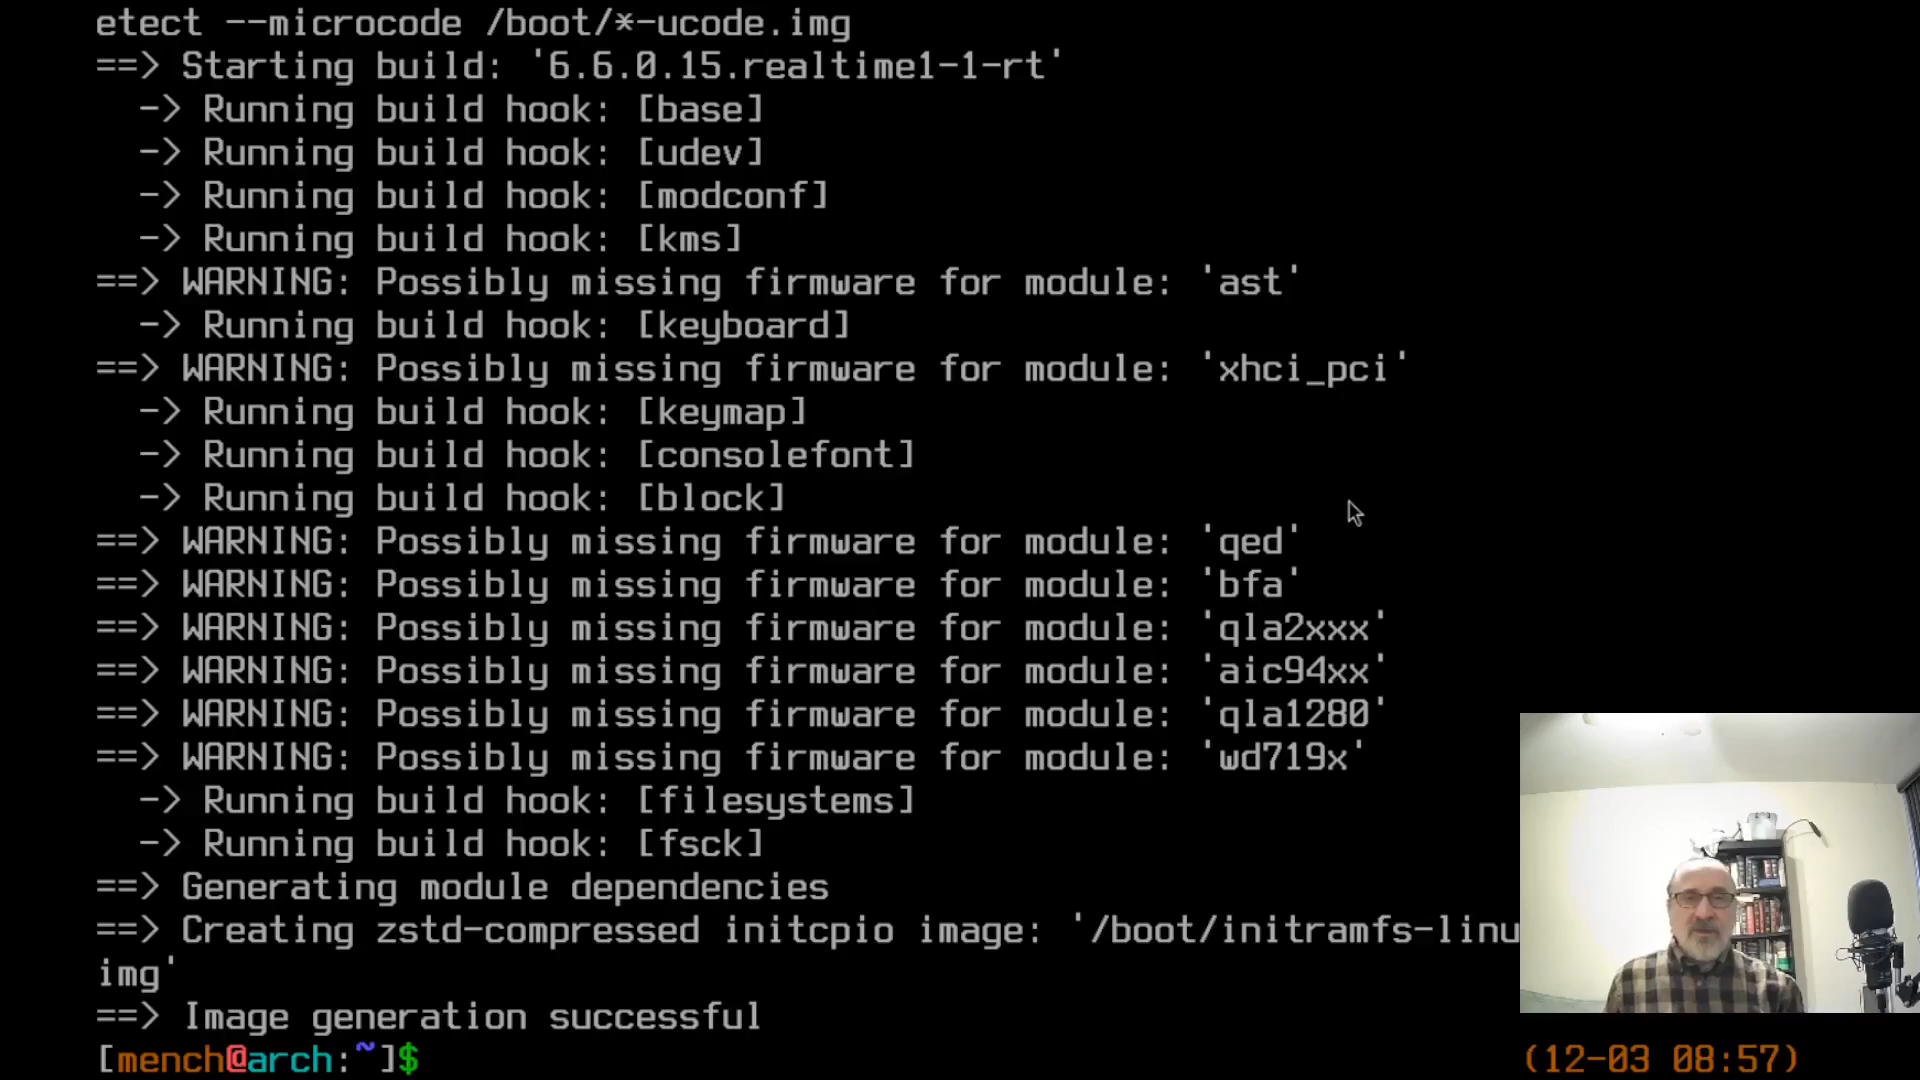 etect --microcode /boot/*-ucode.img
==> Starting build: '6.6.0.15.realtime1-1-rt'
  -> Running build hook: [base]
  -> Running build hook: [udev]
  -> Running build hook: [modconf]
  -> Running build hook: [kms]
==> WARNING: Possibly missing firmware for module: 'ast'
  -> Running build hook: [keyboard]
==> WARNING: Possibly missing firmware for module: 'xhci_pci'
  -> Running build hook: [keymap]
  -> Running build hook: [consolefont]
  -> Running build hook: [block]
==> WARNING: Possibly missing firmware for module: 'qed'
==> WARNING: Possibly missing firmware for module: 'bfa'
==> WARNING: Possibly missing firmware for module: 'qla2xxx'
==> WARNING: Possibly missing firmware for module: 'aic94xx'
==> WARNING: Possibly missing firmware for module: 'qla1280'
==> WARNING: Possibly missing firmware for module: 'wd719x'
  -> Running build hook: [filesystems]
  -> Running build hook: [fsck]
==> Generating module dependencies
==> Creating zstd-compressed initcpio image: '/boot/initramfs-linu
img'
==> Image generation successful
[mench@arch:~]$ (12-03 08:57)